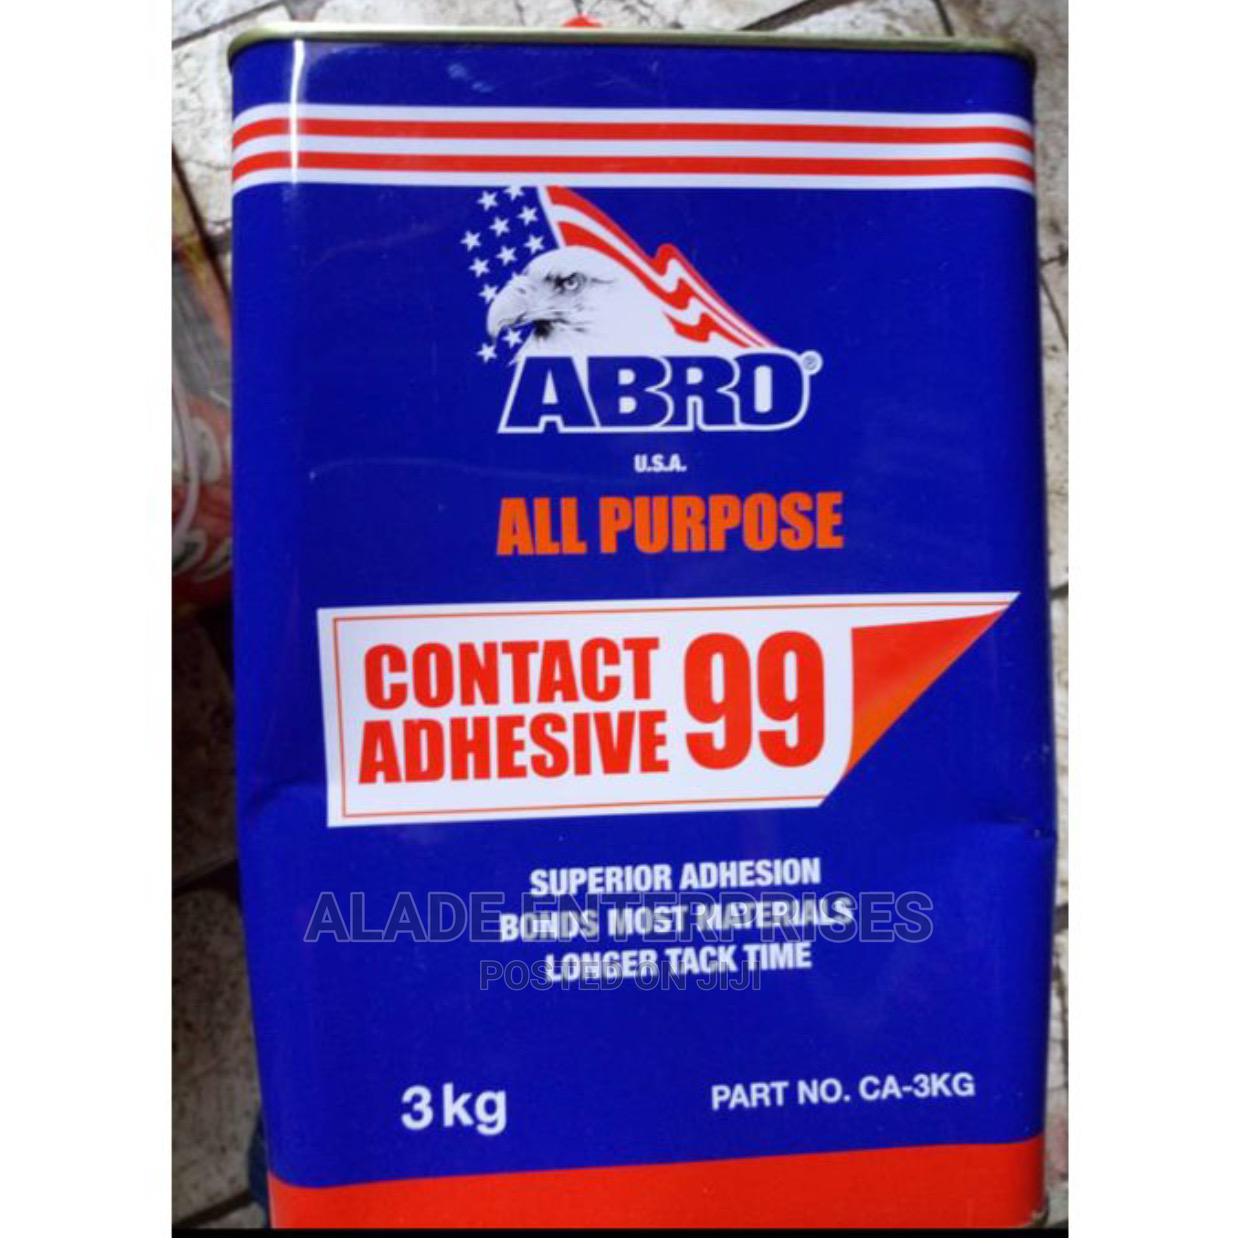 ABRO®
U.S.A.
ALL PURPOSE
CONTACT
ADHESIVE 99
SUPERIOR ADHESION
BONDS MOST MATERIALS
LONGER TACK TIME
ALADE ENTERPRISES
POSTED ON JIJI
3kg
PART NO. CA-3KG